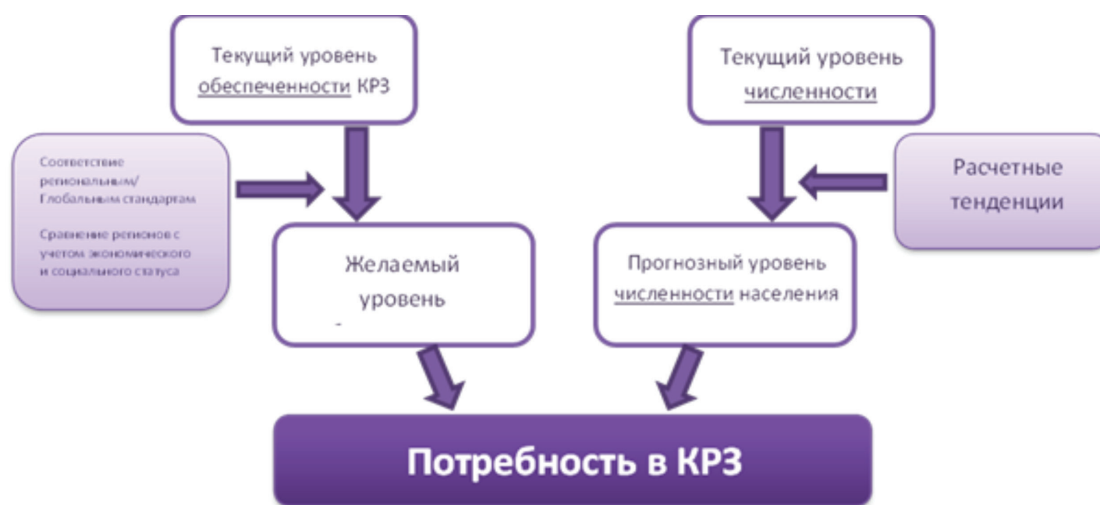 Текущий уровень
обеспеченности КРЗ
Текущий уровень
численности
Соответствие
региональным/
Глобальным стандартам
Сравнение регионов с
учетом экономического
и социального статуса
Расчетные
тенденции
Желаемый
уровень
Прогнозный уровень
численности населения
Потребность в КРЗ